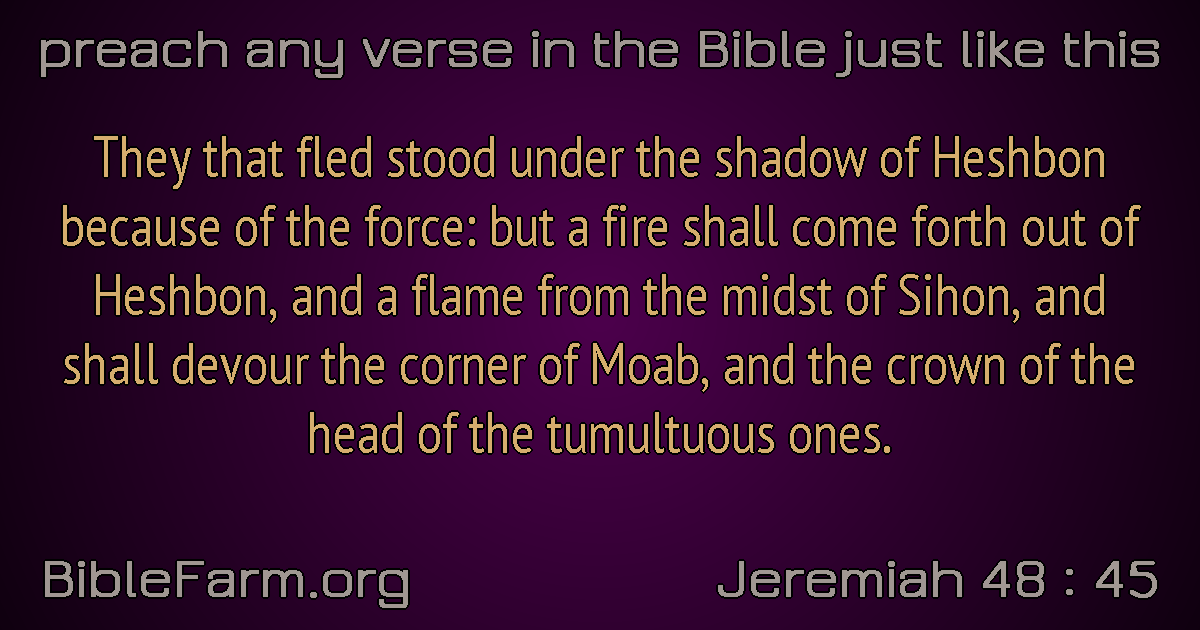 preach any verse in the Bible just like this
They that fled stood under the shadow of Heshbon
because of the force: but a fire shall come forth out of
Heshbon, and a flame from the midst of Sihon, and
shall devour the corner of Moab, and the crown of the
head of the tumultuous ones.
BibleFarm.org
Jeremiah 48 : 45